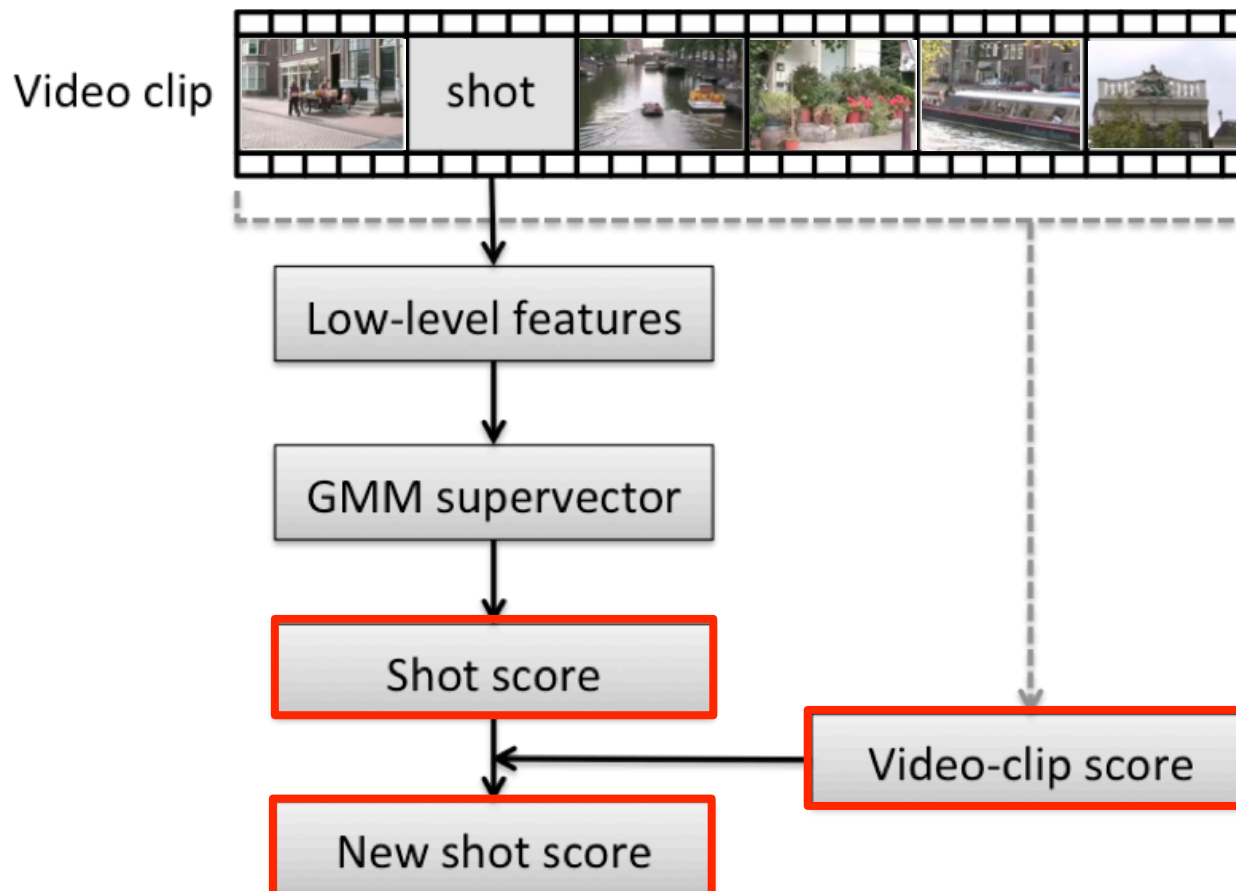 Video clip
shot
Low-level features
GMM supervector
Shot score
Video-clip score
New shot score